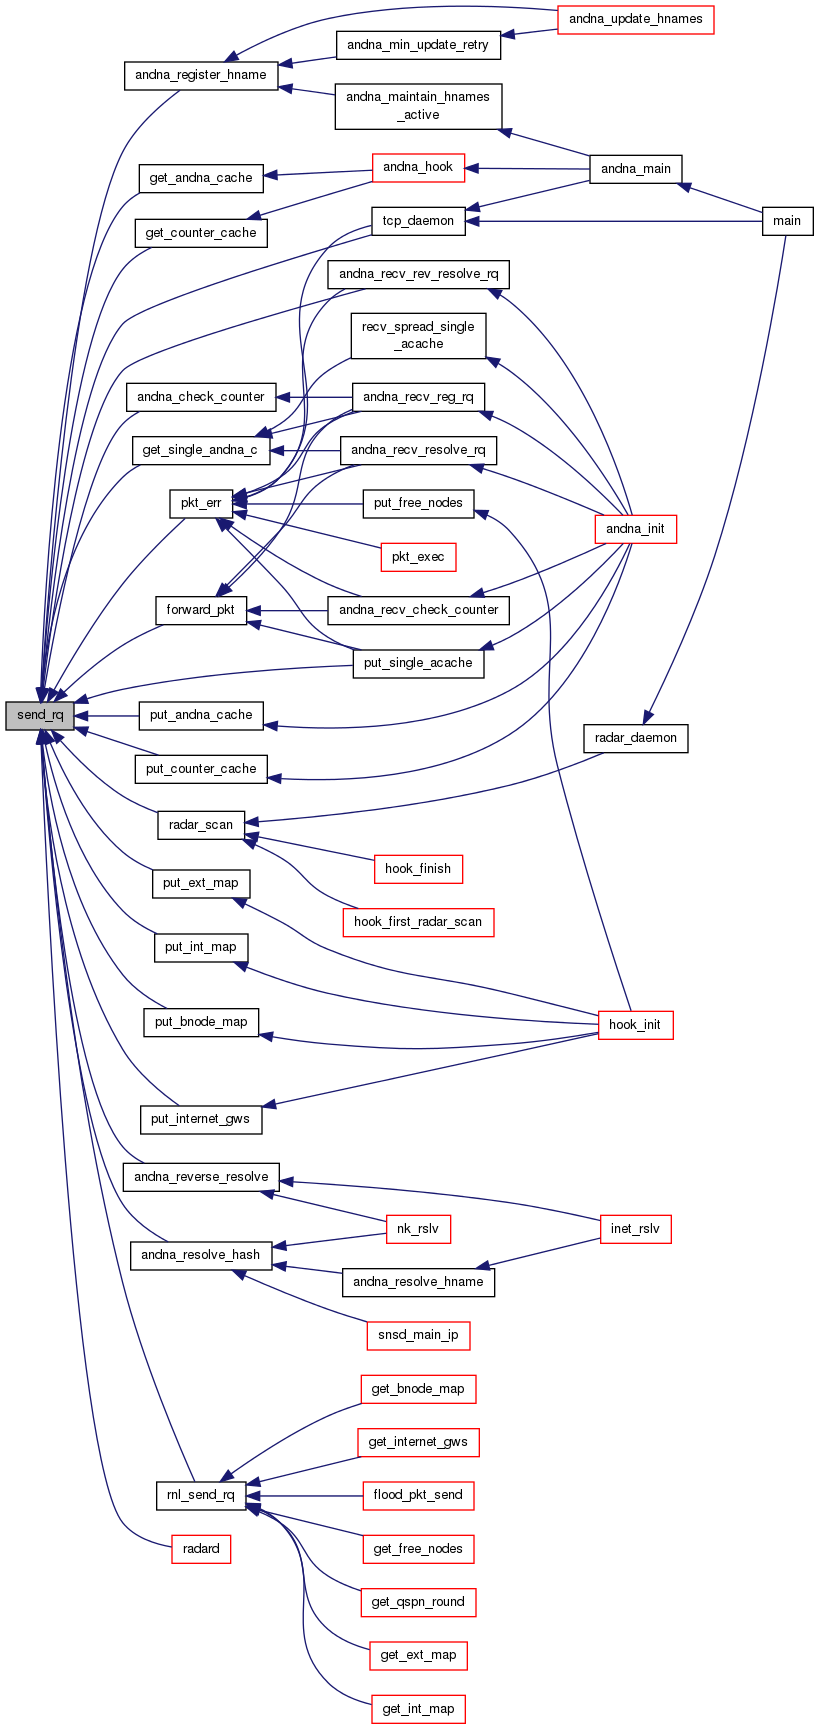 andna_update_hnames
andna_min_update_retry
andna_register_hname
andna_maintain_hnames
_active
andna_hook
andna_main
get_andna_cache
tcp_daemon
main
get_counter_cache
andna_recv_rev_resolve_rq
recv_spread_single
_acache
andna_check_counter
andna_recv_reg_rq
get_single_andna_c
andna_recv_resolve_rq
pkt_err
put_free_nodes
andna_init
pkt_exec
forward_pkt
andna_recv_check_counter
put_single_acache
send_rq
put_andna_cache
radar_daemon
put_counter_cache
radar_scan
hook_finish
put_ext_map
hook_first_radar_scan
put_int_map
put_bnode_map
hook_init
put_internet_gws
andna_reverse_resolve
nk_rslv
inet_rslv
andna_resolve_hash
andna_resolve_hname
snsd_main_ip
get_bnode_map
get_internet_gws
rnl_send_rq
flood_pkt_send
radard
get_free_nodes
get_qspn_round
get_ext_map
get_int_map